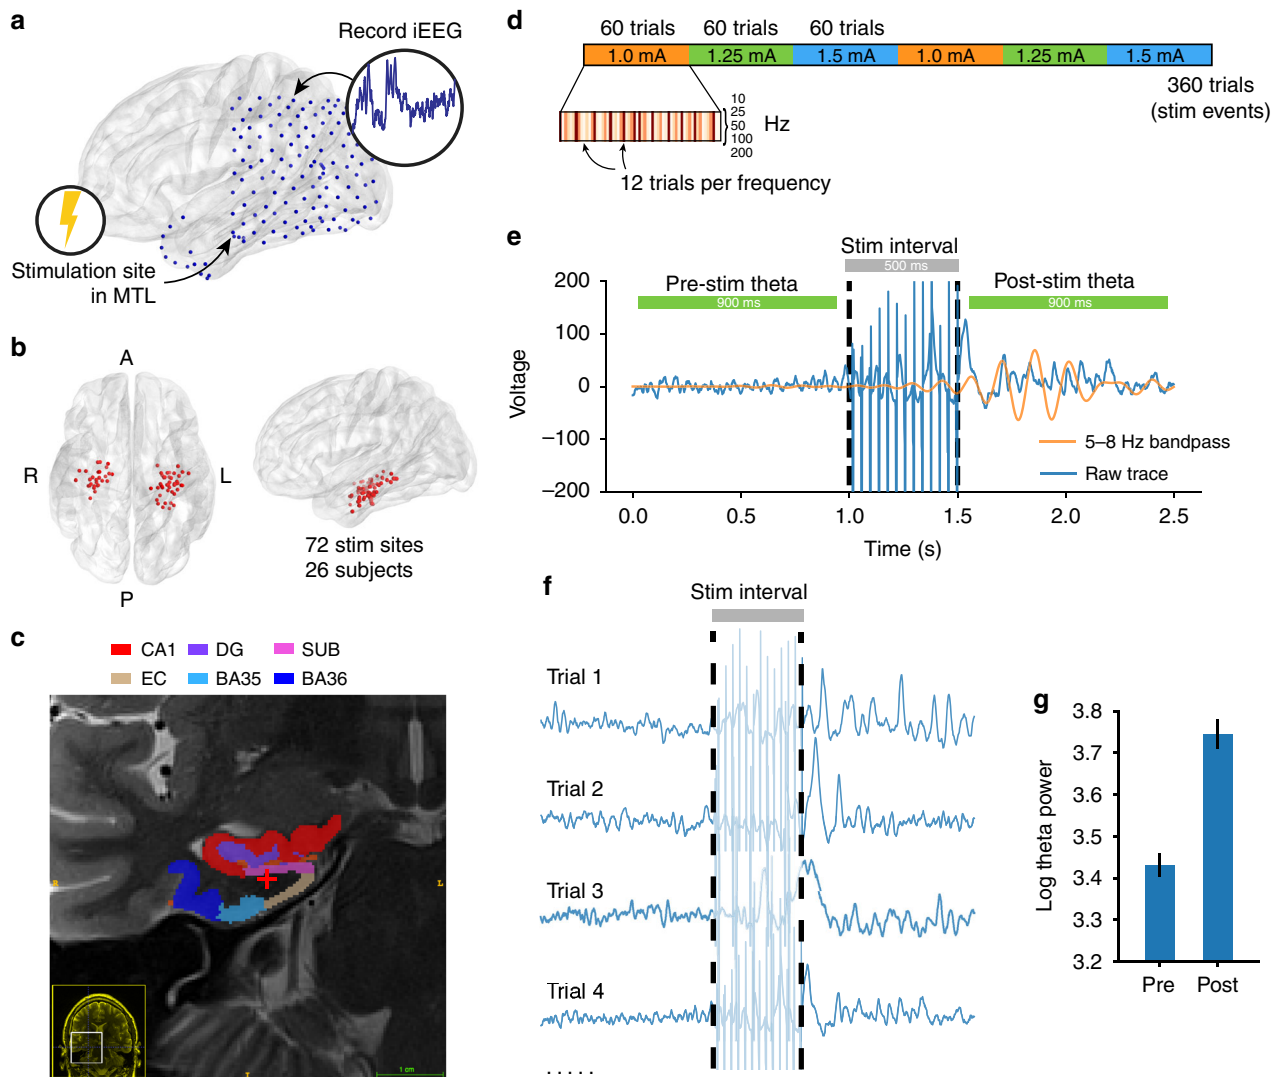 a
Record iEEG
Stimulation site
in MTL
b
A
R
L
P
72 stim sites
26 subjects
c
CA1
DG
SUB
EC
BA35
BA36
L
1 cm
d
60 trials
60 trials
60 trials
1.0 mA
1.25 mA
1.5 mA
1.0 mA
1.25 mA
1.5 mA
360 trials
(stim events)
10
25
50
100
200
Hz
12 trials per frequency
e
Stim interval
500 ms
Pre-stim theta
900 ms
Post-stim theta
900 ms
Voltage
200
100
0
−100
−200
5–8 Hz bandpass
Raw trace
0.0
0.5
1.0
1.5
2.0
2.5
Time (s)
f
Stim interval
Trial 1
Trial 2
Trial 3
Trial 4
.....
g
Log theta power
3.8
3.7
3.6
3.5
3.4
3.3
3.2
Pre
Post